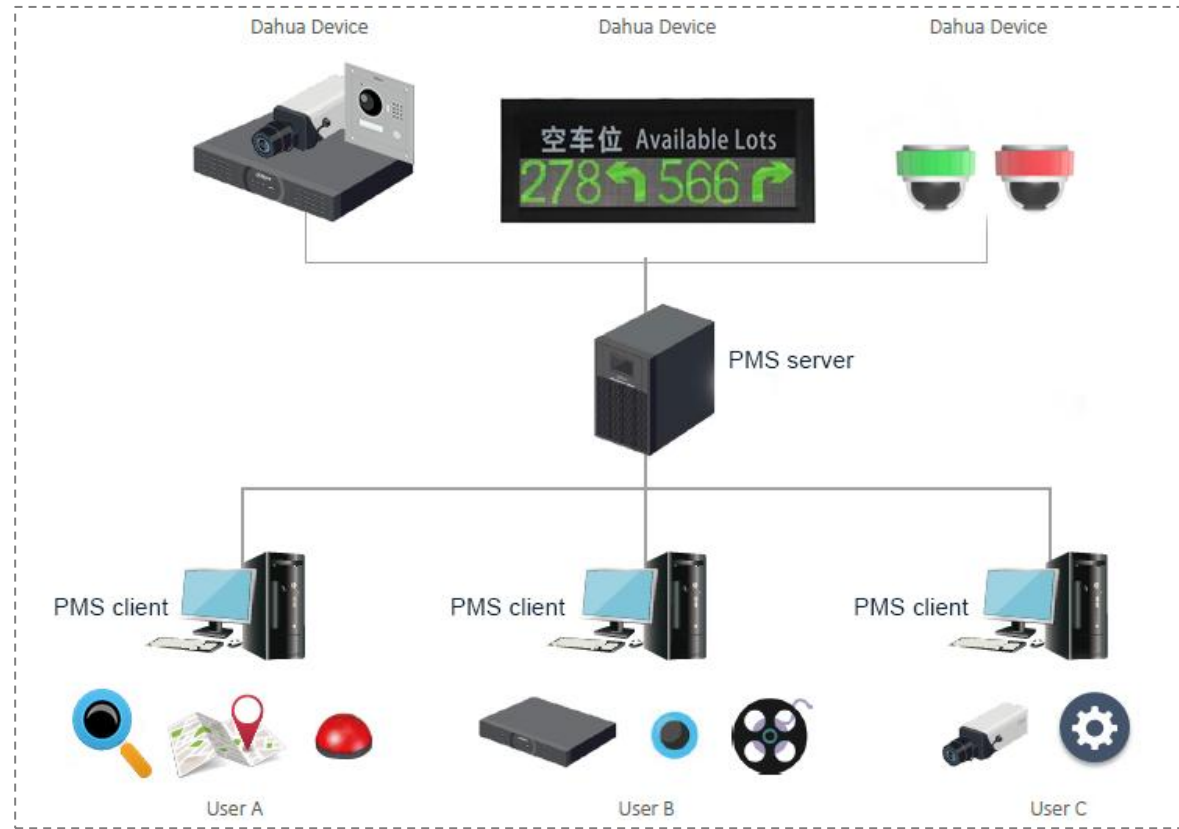 Dahua Device
Dahua Device
Dahua Device
空车位 Available Lots
278 566
PMS server
PMS client
PMS client
PMS client
User A
User B
User C